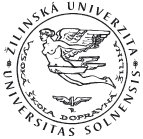 ŽILINSKÁ UNIVERZITA
UNIVERSITAS SOLNENSIS
VYSOKÁ ŠKOLA DOPRAVNÁ